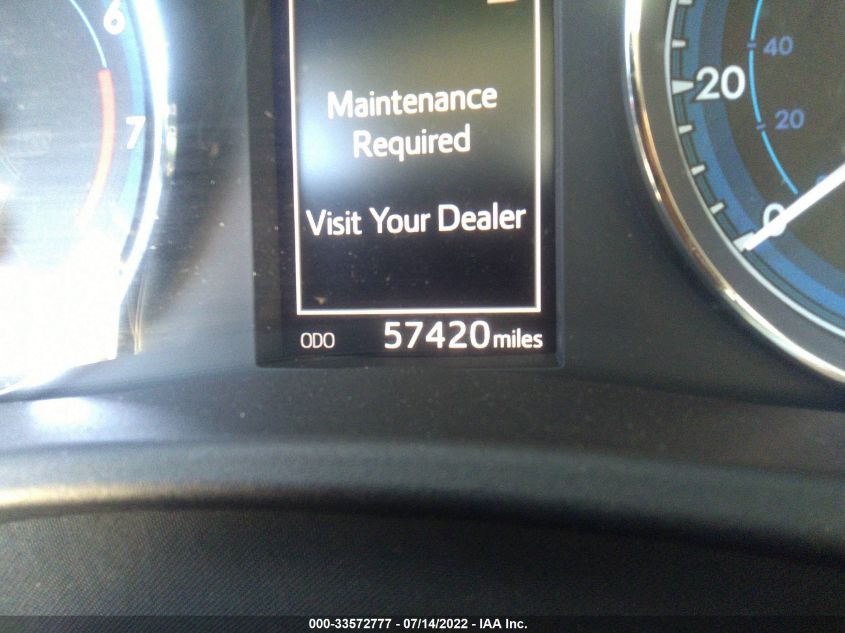 6
7
Maintenance
Required
Visit Your Dealer
ODO 57420 miles
40
20
20
0
000-33572777 - 07/14/2022 - IAA Inc.